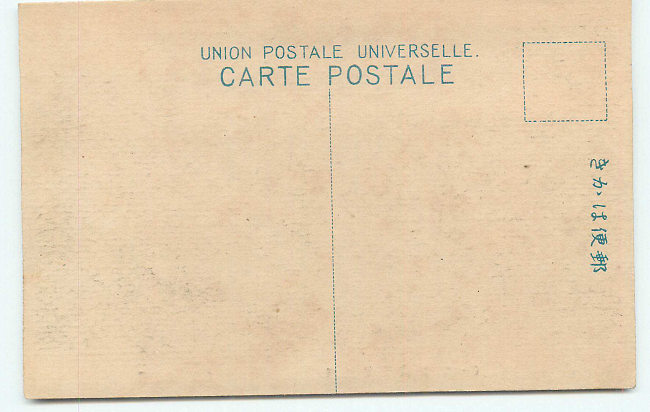 UNION POSTALE UNIVERSELLE.
CARTE POSTALE
郵便はかき